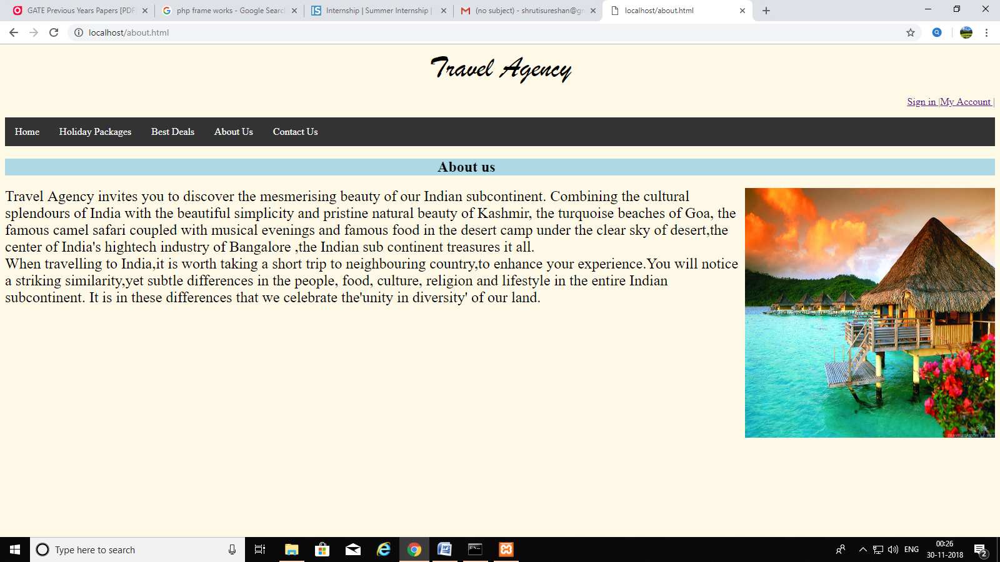 GATE Previous Years Papers [PDF]
php frame works - Google Search
Internship | Summer Internship |
(no subject) - shrutisureshan@g
localhost/about.html
localhost/about.html
Travel Agency
Sign in |My Account |
Home Holiday Packages Best Deals About Us Contact Us
About us
Travel Agency invites you to discover the mesmerising beauty of our Indian subcontinent. Combining the cultural
splendours of India with the beautiful simplicity and pristine natural beauty of Kashmir, the turquoise beaches of Goa, the
famous camel safari coupled with musical evenings and famous food in the desert camp under the clear sky of desert,the
center of India's hightech industry of Bangalore ,the Indian sub continent treasures it all.
When travelling to India,it is worth taking a short trip to neighbouring country,to enhance your experience.You will notice
a striking similarity,yet subtle differences in the people, food, culture, religion and lifestyle in the entire Indian
subcontinent. It is in these differences that we celebrate the'unity in diversity' of our land.
Type here to search
ENG
00:26
30-11-2018
2